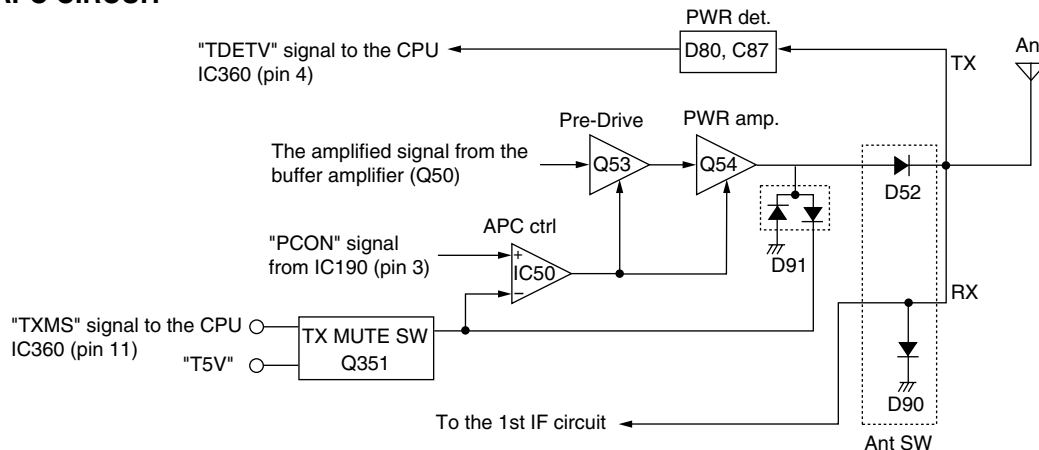 PWR det.
"TDETV" signal to the CPU
IC360 (pin 4)
D80, C87
TX
Pre-Drive
PWR amp.
The amplified signal from the
buffer amplifier (Q50)
Q53
Q54
D52
"PCON" signal
from IC190 (pin 3)
APC ctrl
+
IC50
–
D91
RX
"TXMS" signal to the CPU
IC360 (pin 11)
"T5V"
TX MUTE SW
Q351
D90
To the 1st IF circuit
Ant SW